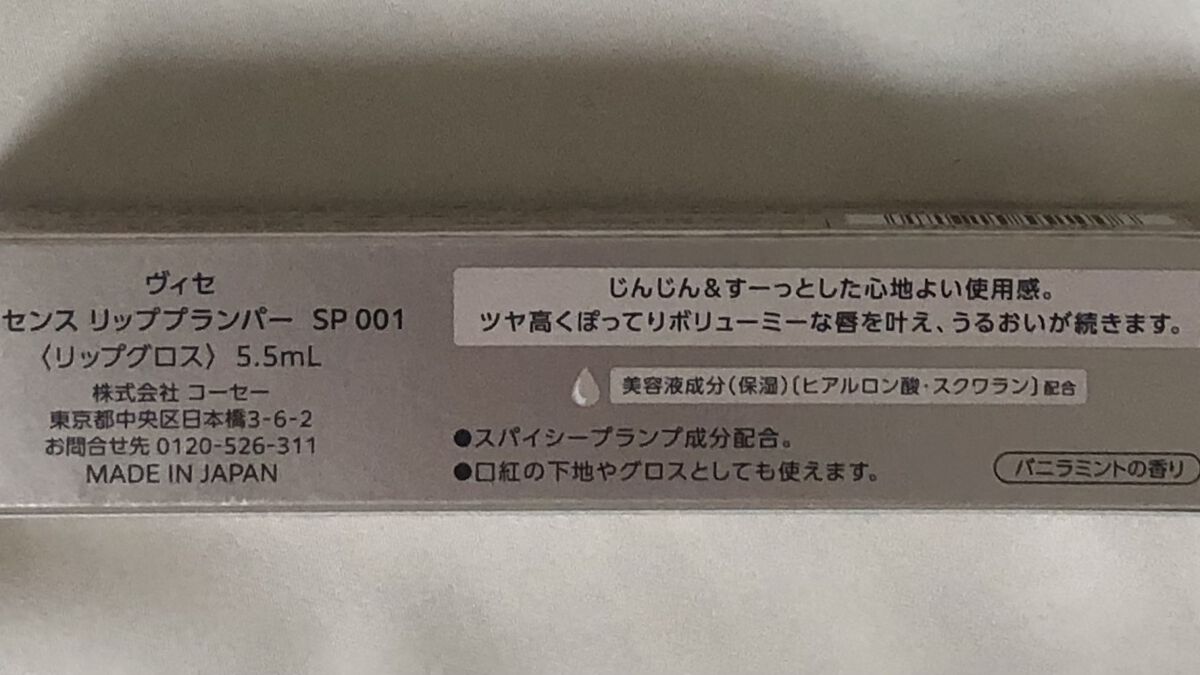 ヴィセ
センス リッププランパー SP 001
〈リップグロス〉 5.5mL
株式会社 コーセー
東京都中央区日本橋3-6-2
お問合せ先 0120-526-311
MADE IN JAPAN
じんじん&すーっとした心地よい使用感。
ツヤ高くぽってりボリューミーな唇を叶え、うるおいが続きます。
美容液成分(保湿)〔ヒアルロン酸・スクワラン〕配合
●スパイシープランプ成分配合。
●口紅の下地やグロスとしても使えます。
バニラミントの香り